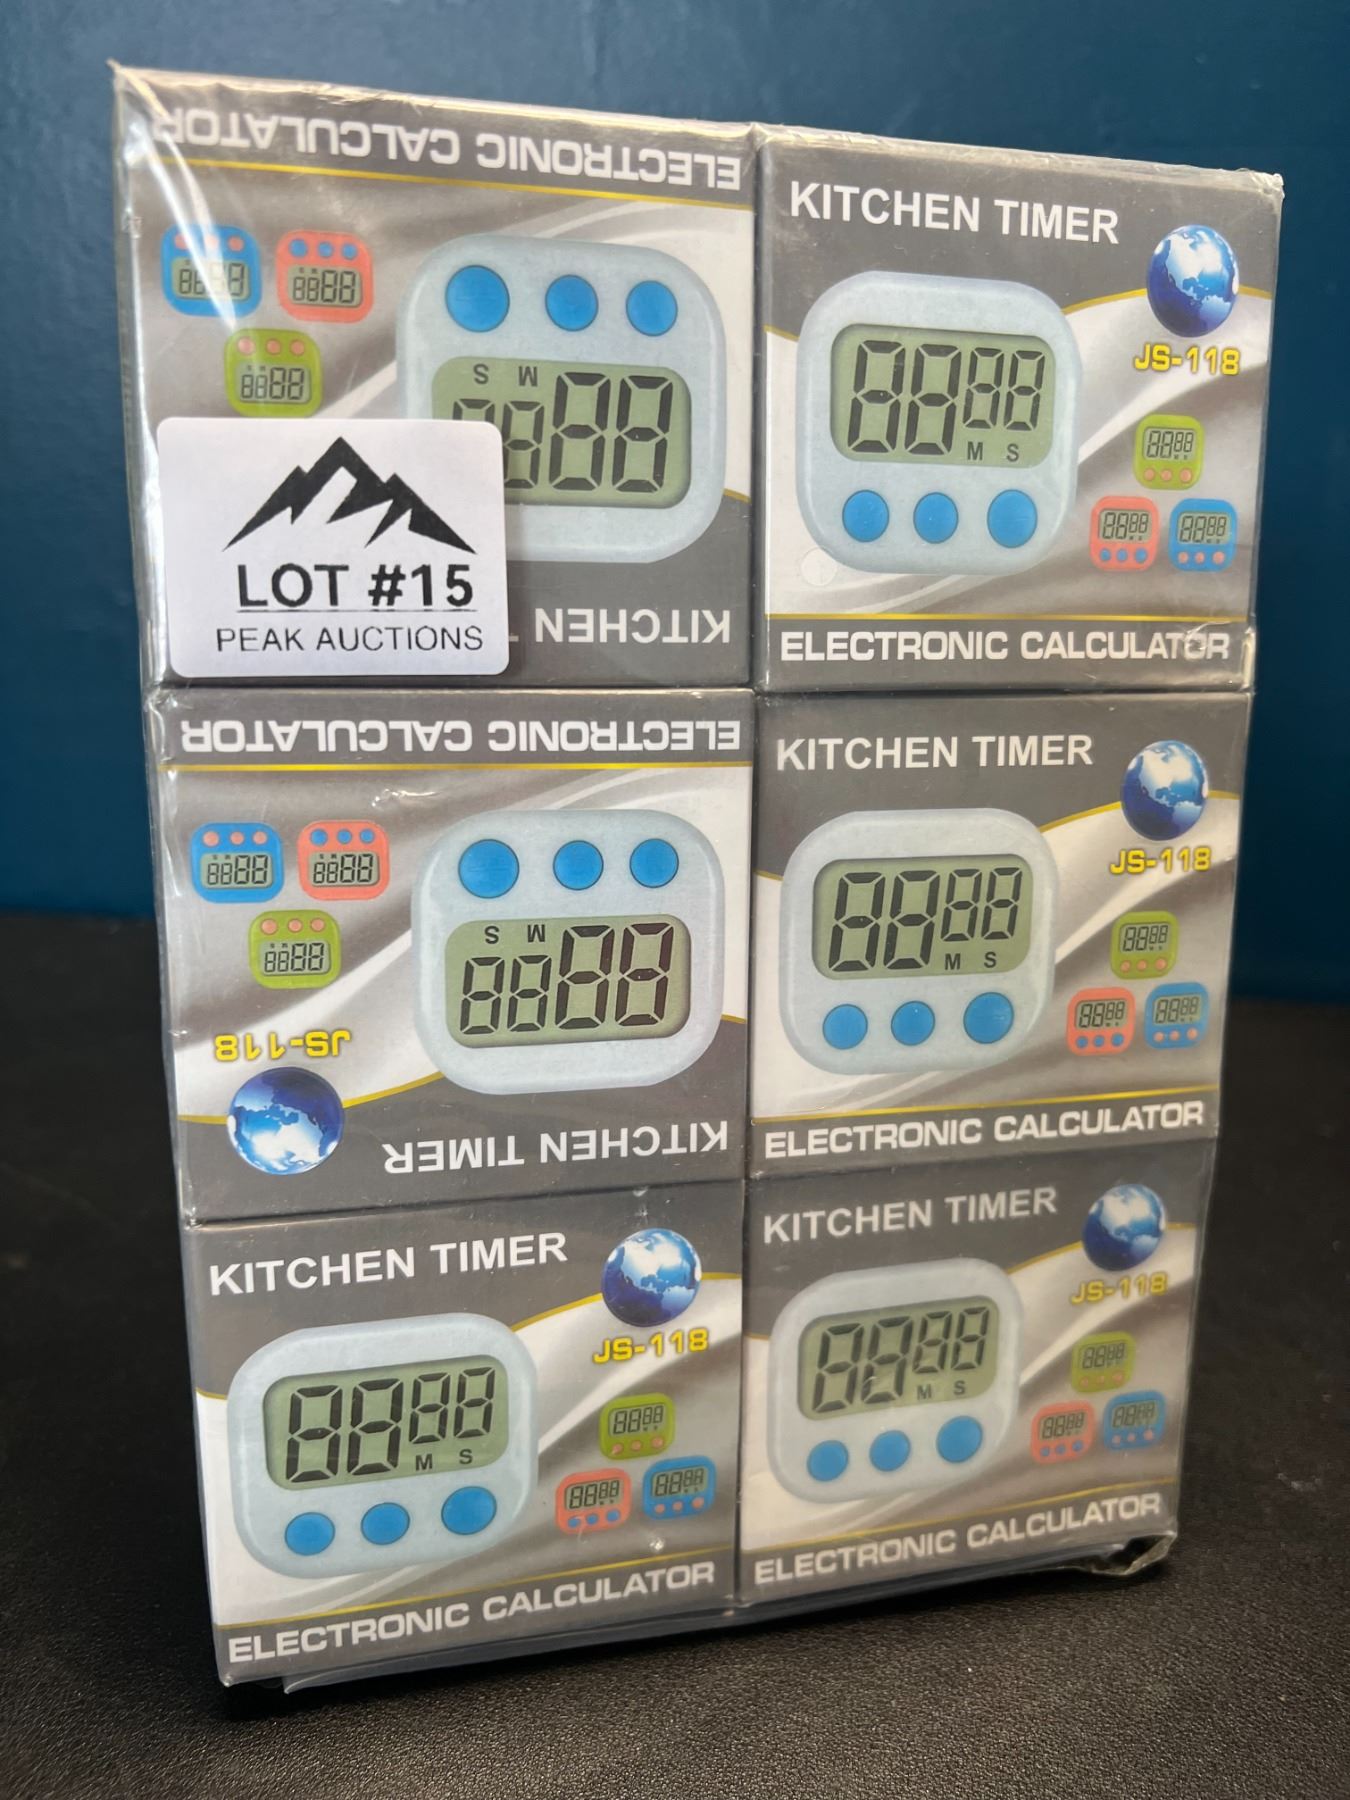 ELECTRONIC CALCULATOR
S M
KITCHEN
LOT #15
PEAK AUCTIONS
KITCHEN TIMER
JS-118
M S
ELECTRONIC CALCULATOR
ELECTRONIC CALCULATOR
S M
JS-118
KITCHEN TIMER
KITCHEN TIMER
JS-118
M S
ELECTRONIC CALCULATOR
KITCHEN TIMER
JS-118
M S
ELECTRONIC CALCULATOR
KITCHEN TIMER
JS-118
M S
ELECTRONIC CALCULATOR